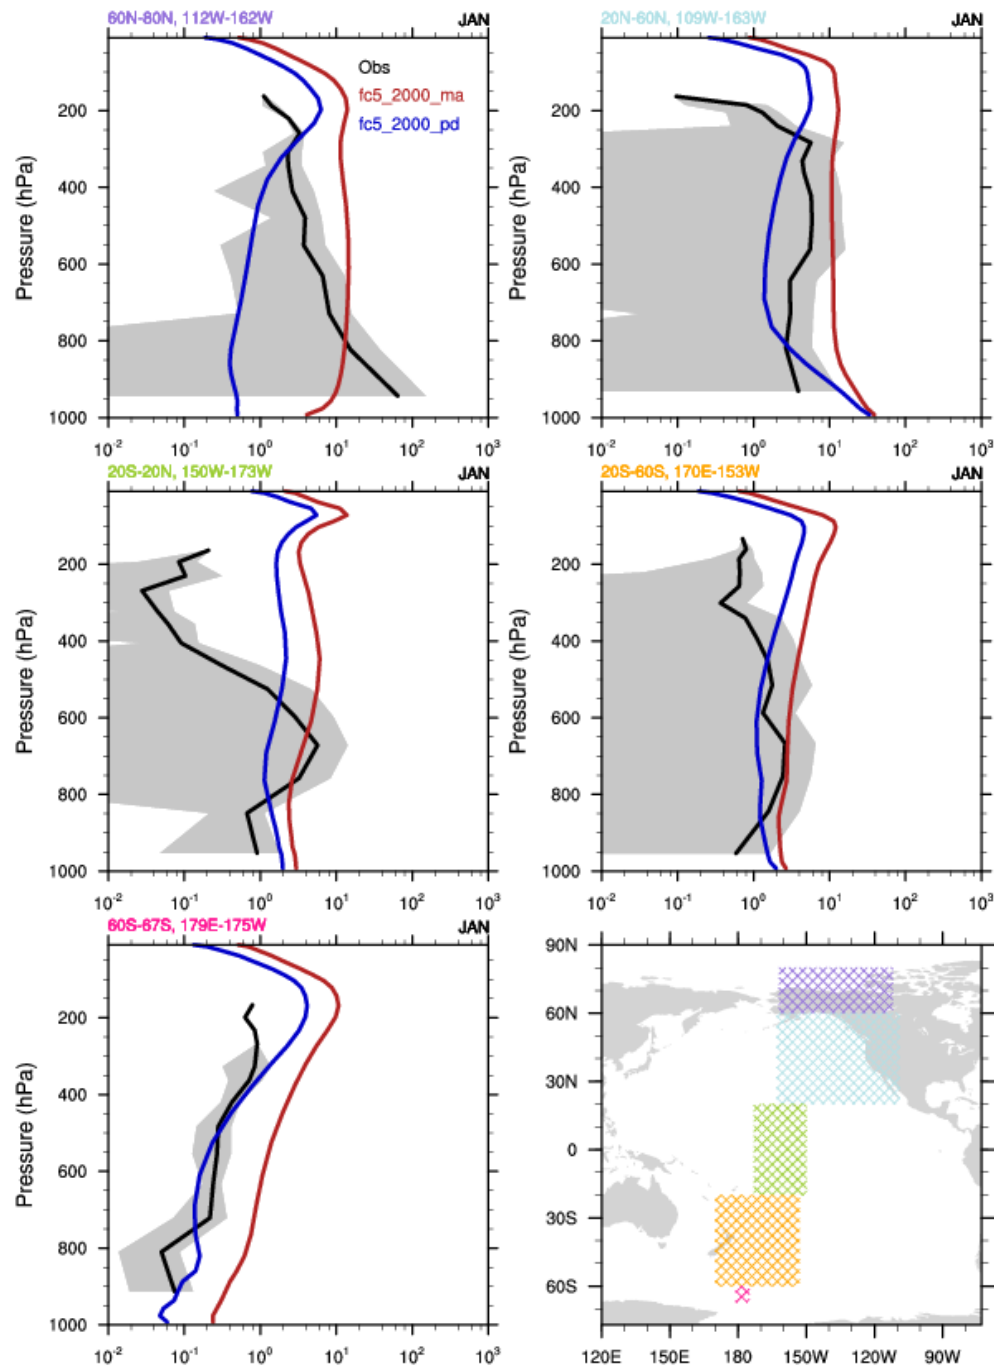 60N-80N, 112W-162W JAN
Obs
fc5_2000_ma
fc5_2000_pd
Pressure (hPa)
200
400
600
800
1000
10-2 10-1 100 101 102 103
20N-60N, 109W-163W JAN
Pressure (hPa)
200
400
600
800
1000
10-2 10-1 100 101 102 103
20S-20N, 150W-173W JAN
Pressure (hPa)
200
400
600
800
1000
10-2 10-1 100 101 102 103
20S-60S, 170E-153W JAN
Pressure (hPa)
200
400
600
800
1000
10-2 10-1 100 101 102 103
60S-67S, 179E-175W JAN
Pressure (hPa)
200
400
600
800
1000
10-2 10-1 100 101 102 103
90N
60N
30N
0
30S
60S
120E 150E 180 150W 120W 90W